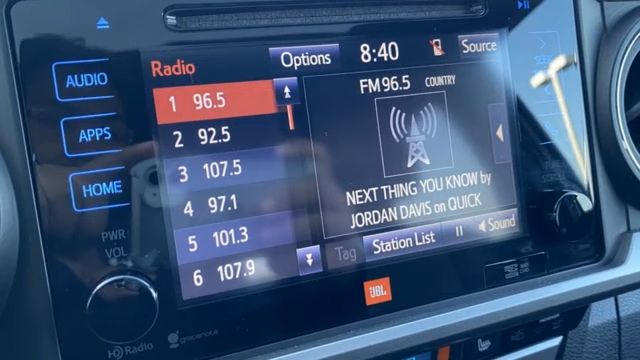 AUDIO
APPS
HOME
PWR
VOL
Radio
Options
8:40
Source
1 96.5
2 92.5
3 107.5
4 97.1
5 101.3
6 107.9
FM 96.5 COUNTRY
NEXT THING YOU KNOW by
JORDAN DAVIS on QUICK
Tag
Station List
Sound
JBL
HD Radio
gracenote